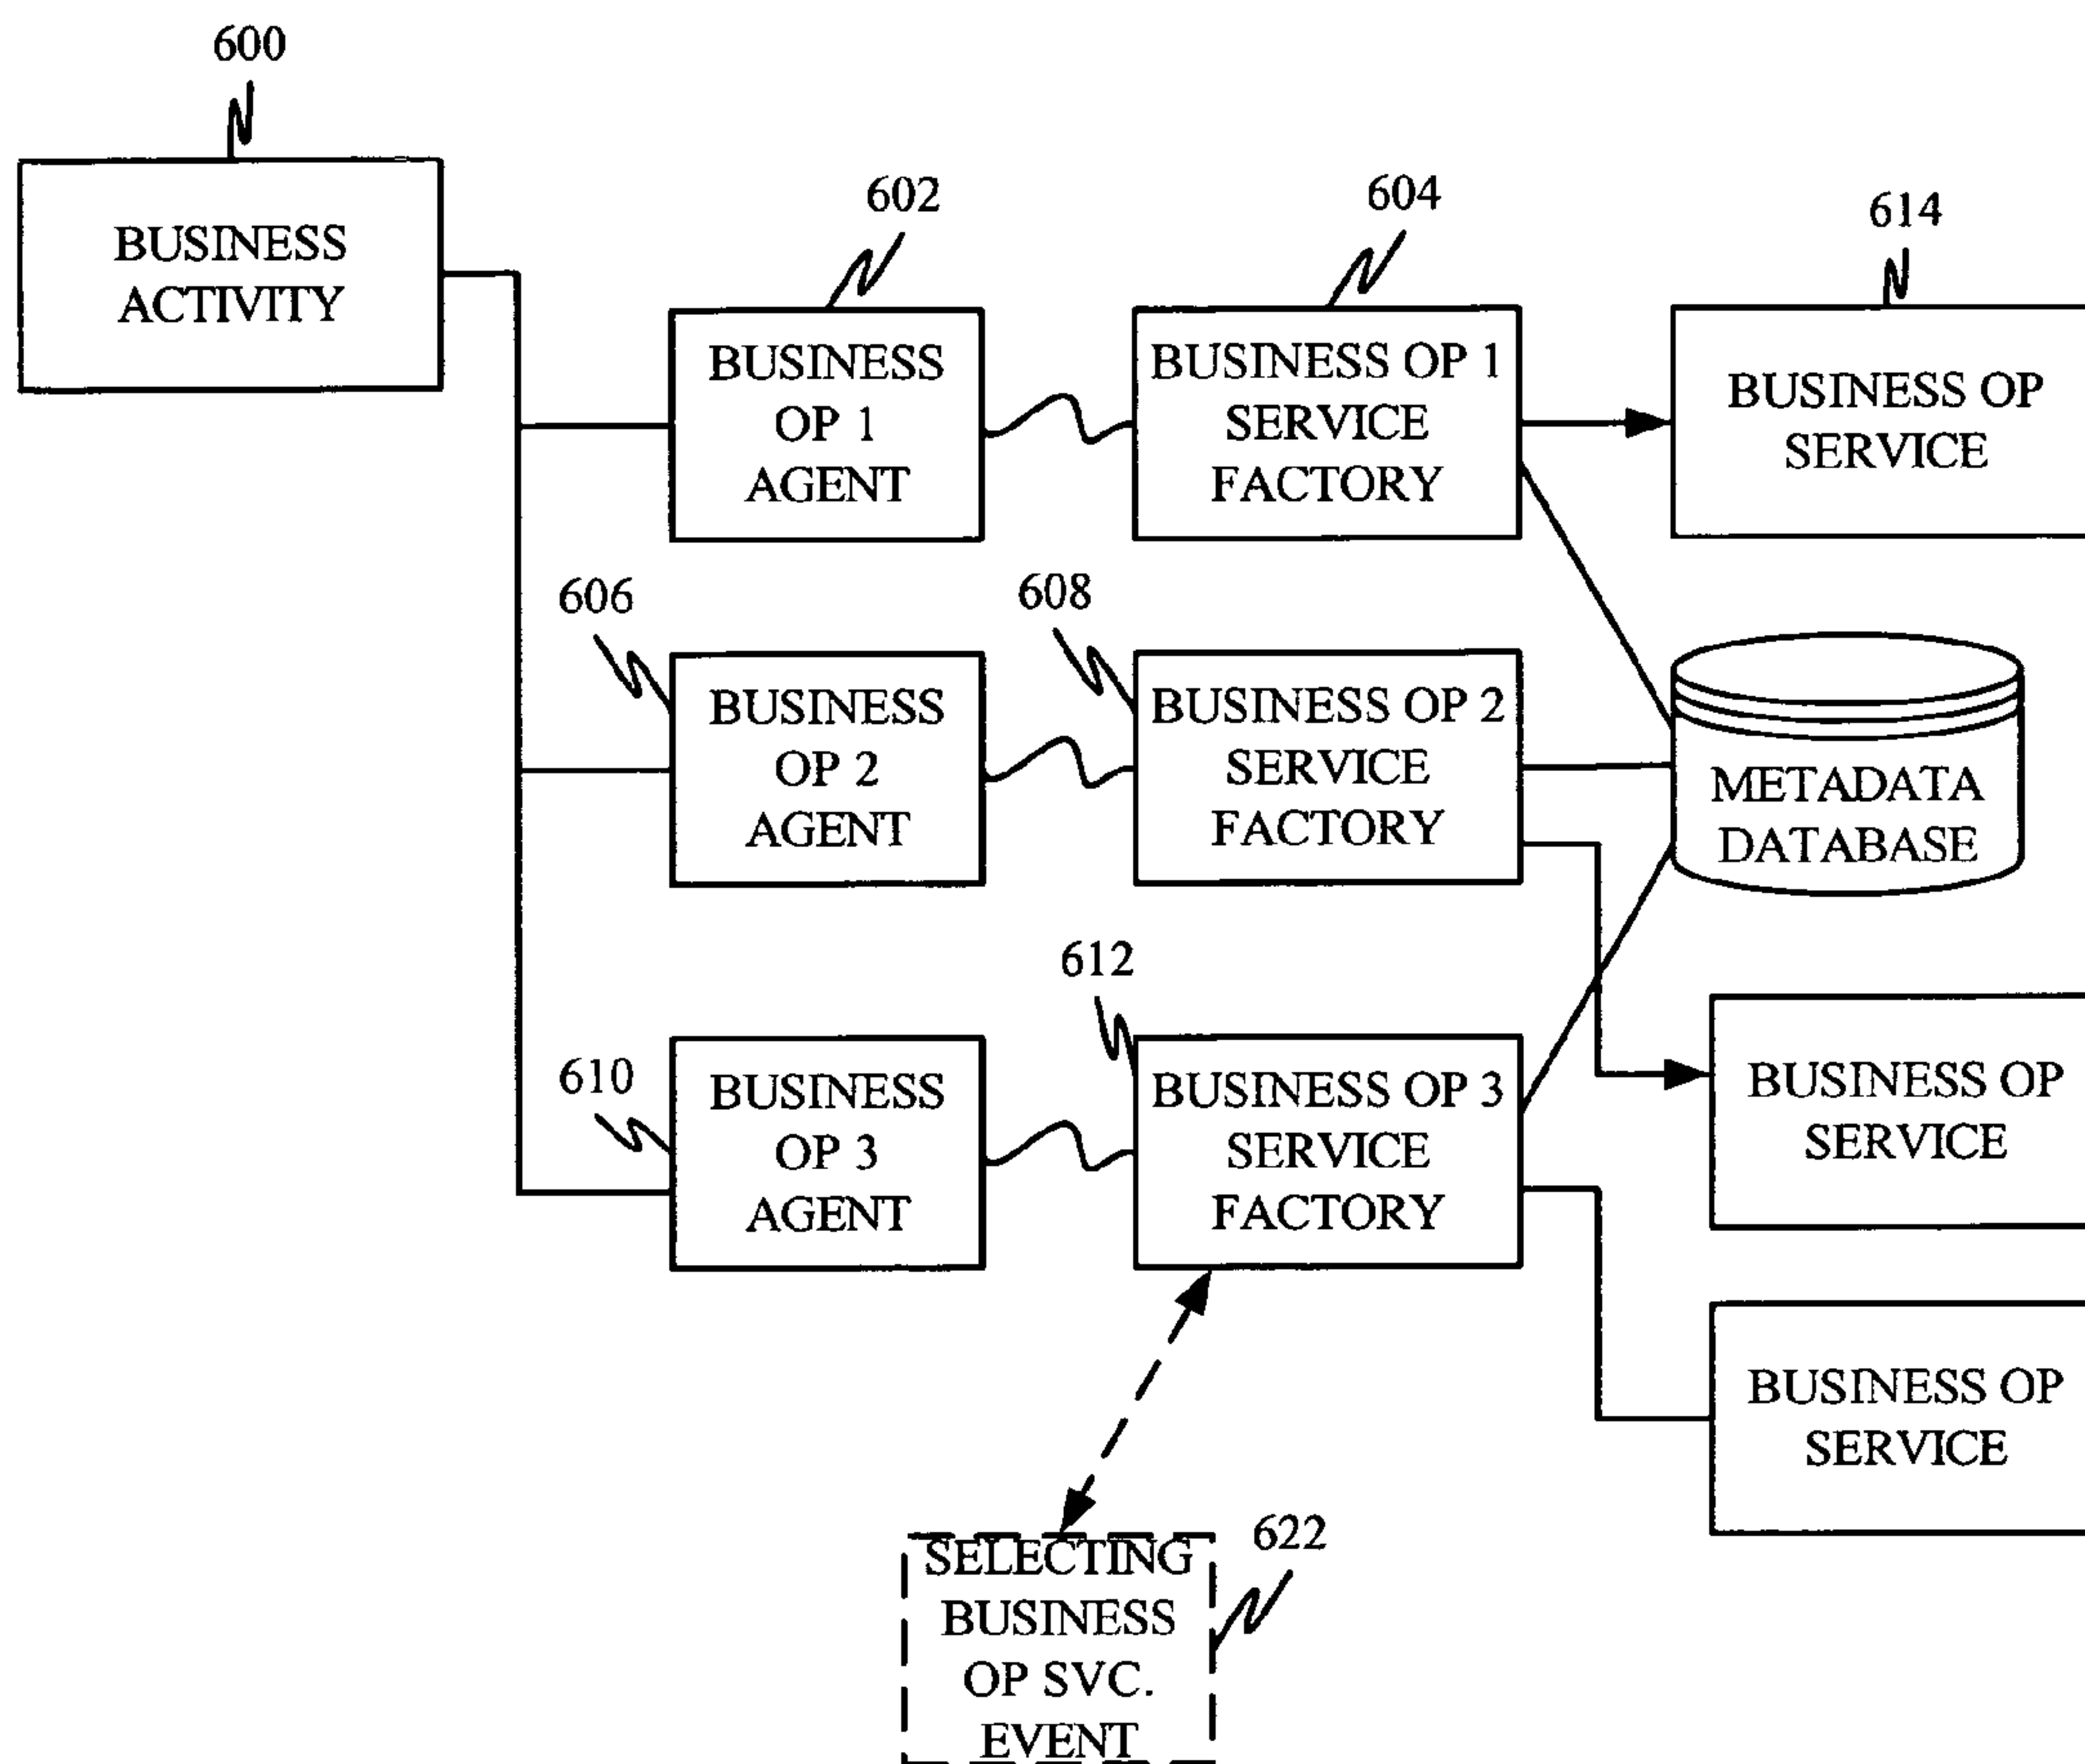 600
BUSINESS
ACTIVITY
602
BUSINESS
OP 1
AGENT
604
BUSINESS OP 1
SERVICE
FACTORY
614
BUSINESS OP
SERVICE
606
BUSINESS
OP 2
AGENT
608
BUSINESS OP 2
SERVICE
FACTORY
METADATA
DATABASE
610
BUSINESS
OP 3
AGENT
612
BUSINESS OP 3
SERVICE
FACTORY
BUSINESS OP
SERVICE
BUSINESS OP
SERVICE
622
SELECTING
BUSINESS
OP SVC.
EVENT